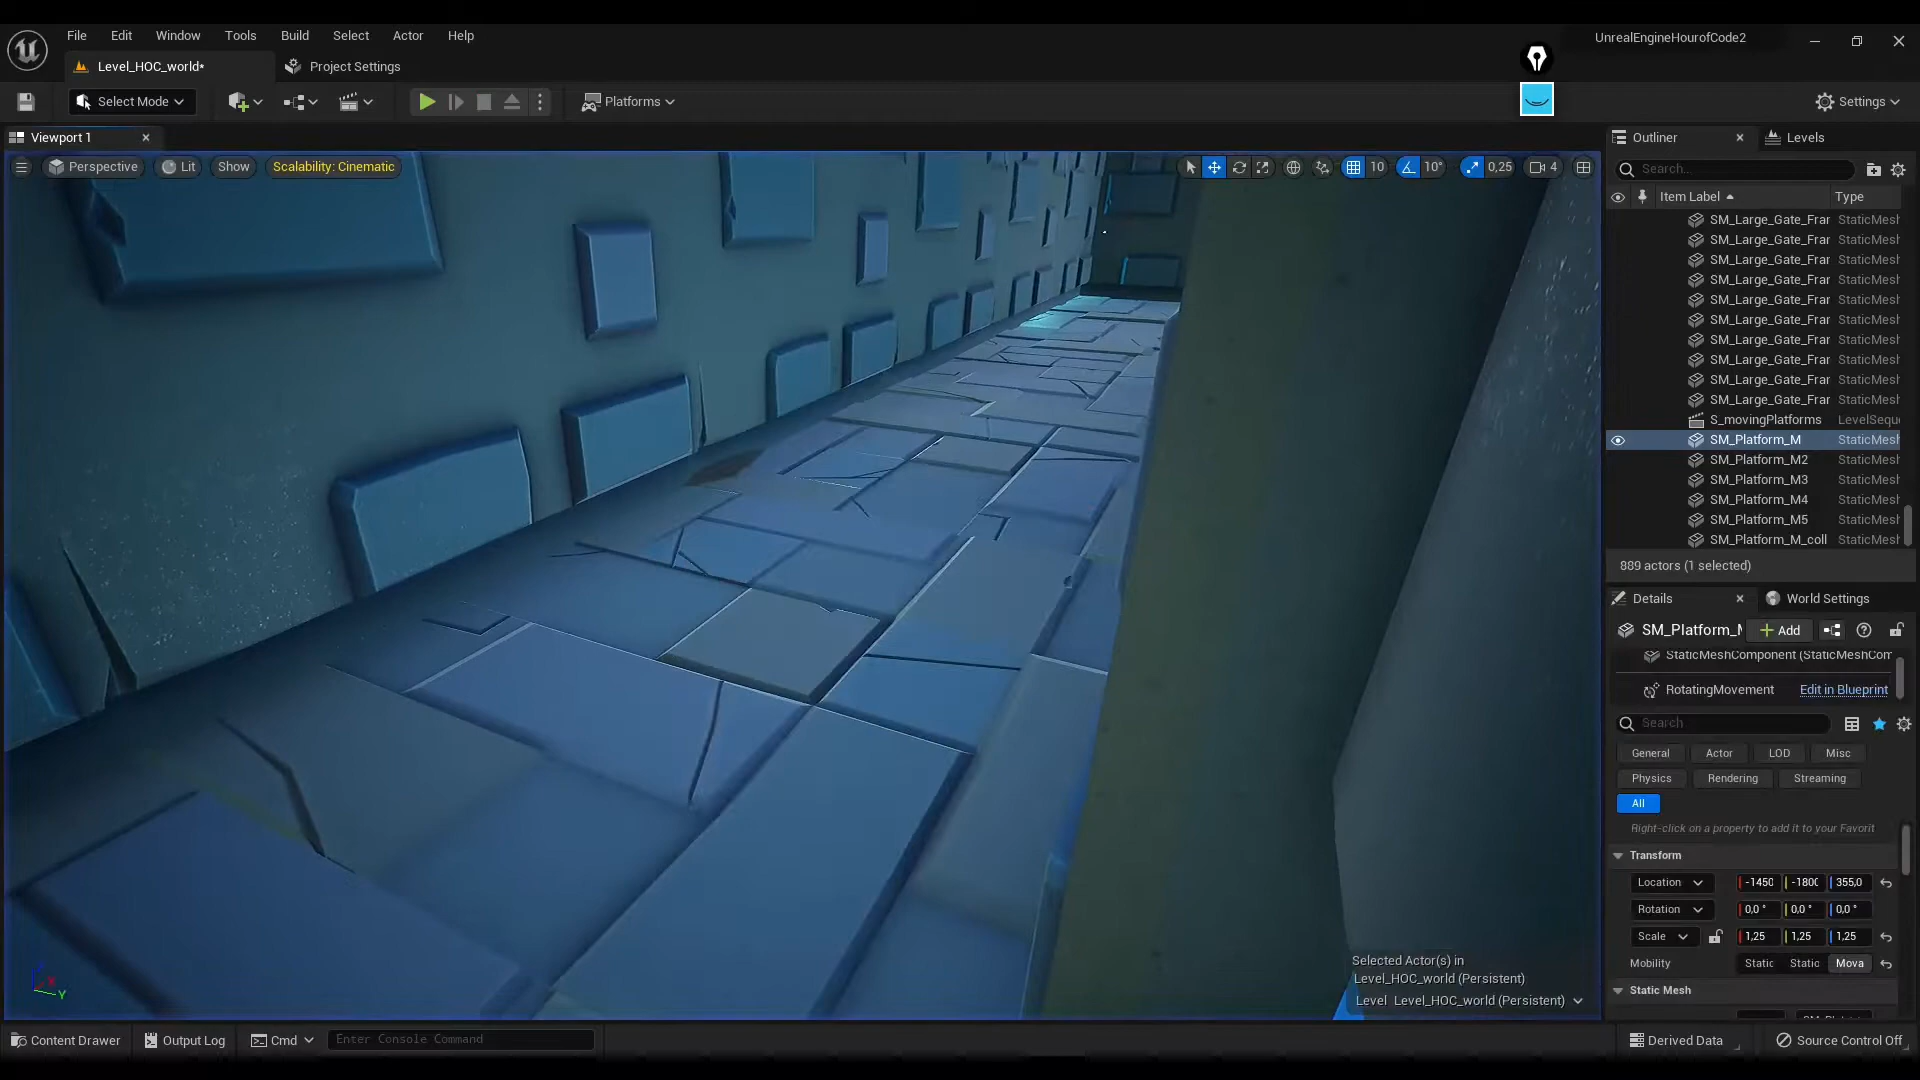 File Edit Window Tools Build Select Actor Help
UnrealEngineHourofCode2
Level_HOC_world*
Project Settings
Select Mode
Platforms
Settings
Viewport 1
Perspective
Lit
Show
Scalability: Cinematic
10
10°
0,25
4
Outliner
Levels
Search...
Item Label
Type
SM_Large_Gate_Frar StaticMesh
SM_Large_Gate_Frar StaticMesh
SM_Large_Gate_Frar StaticMesh
SM_Large_Gate_Frar StaticMesh
SM_Large_Gate_Frar StaticMesh
SM_Large_Gate_Frar StaticMesh
SM_Large_Gate_Frar StaticMesh
SM_Large_Gate_Frar StaticMesh
SM_Large_Gate_Frar StaticMesh
SM_Large_Gate_Frar StaticMesh
S_movingPlatforms LevelSequ
SM_Platform_M StaticMesh
SM_Platform_M2 StaticMesh
SM_Platform_M3 StaticMesh
SM_Platform_M4 StaticMesh
SM_Platform_M5 StaticMesh
SM_Platform_M_coll StaticMesh
889 actors (1 selected)
Details
World Settings
SM_Platform_M
Add
StaticMeshComponent (StaticMeshCom
RotatingMovement Edit in Blueprint
Search
General Actor LOD Misc
Physics Rendering Streaming
All
Right-click on a property to add it to your Favorit
Transform
Location -1450 -1800 355,0
Rotation 0,0 ° 0,0 ° 0,0 °
Scale 1,25 1,25 1,25
Mobility Static Static Mova
Static Mesh
Selected Actor(s) in
Level_HOC_world (Persistent)
Level Level_HOC_world (Persistent)
Content Drawer
Output Log
Cmd
Enter Console Command
Derived Data
Source Control Off